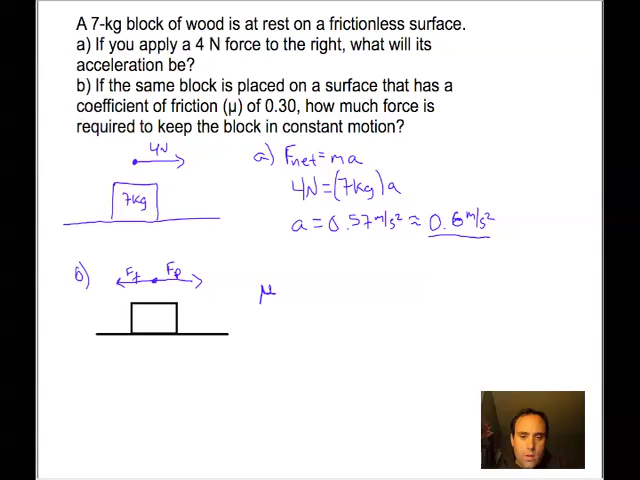 A 7-kg block of wood is at rest on a frictionless surface.
a) If you apply a 4 N force to the right, what will its
acceleration be?
b) If the same block is placed on a surface that has a
coefficient of friction (µ) of 0.30, how much force is
required to keep the block in constant motion?
4N
7kg
a) Fnet=ma
4N=(7kg)a
a=0.57m/s² ≈ 0.6m/s²
b) Ff Fp
µ